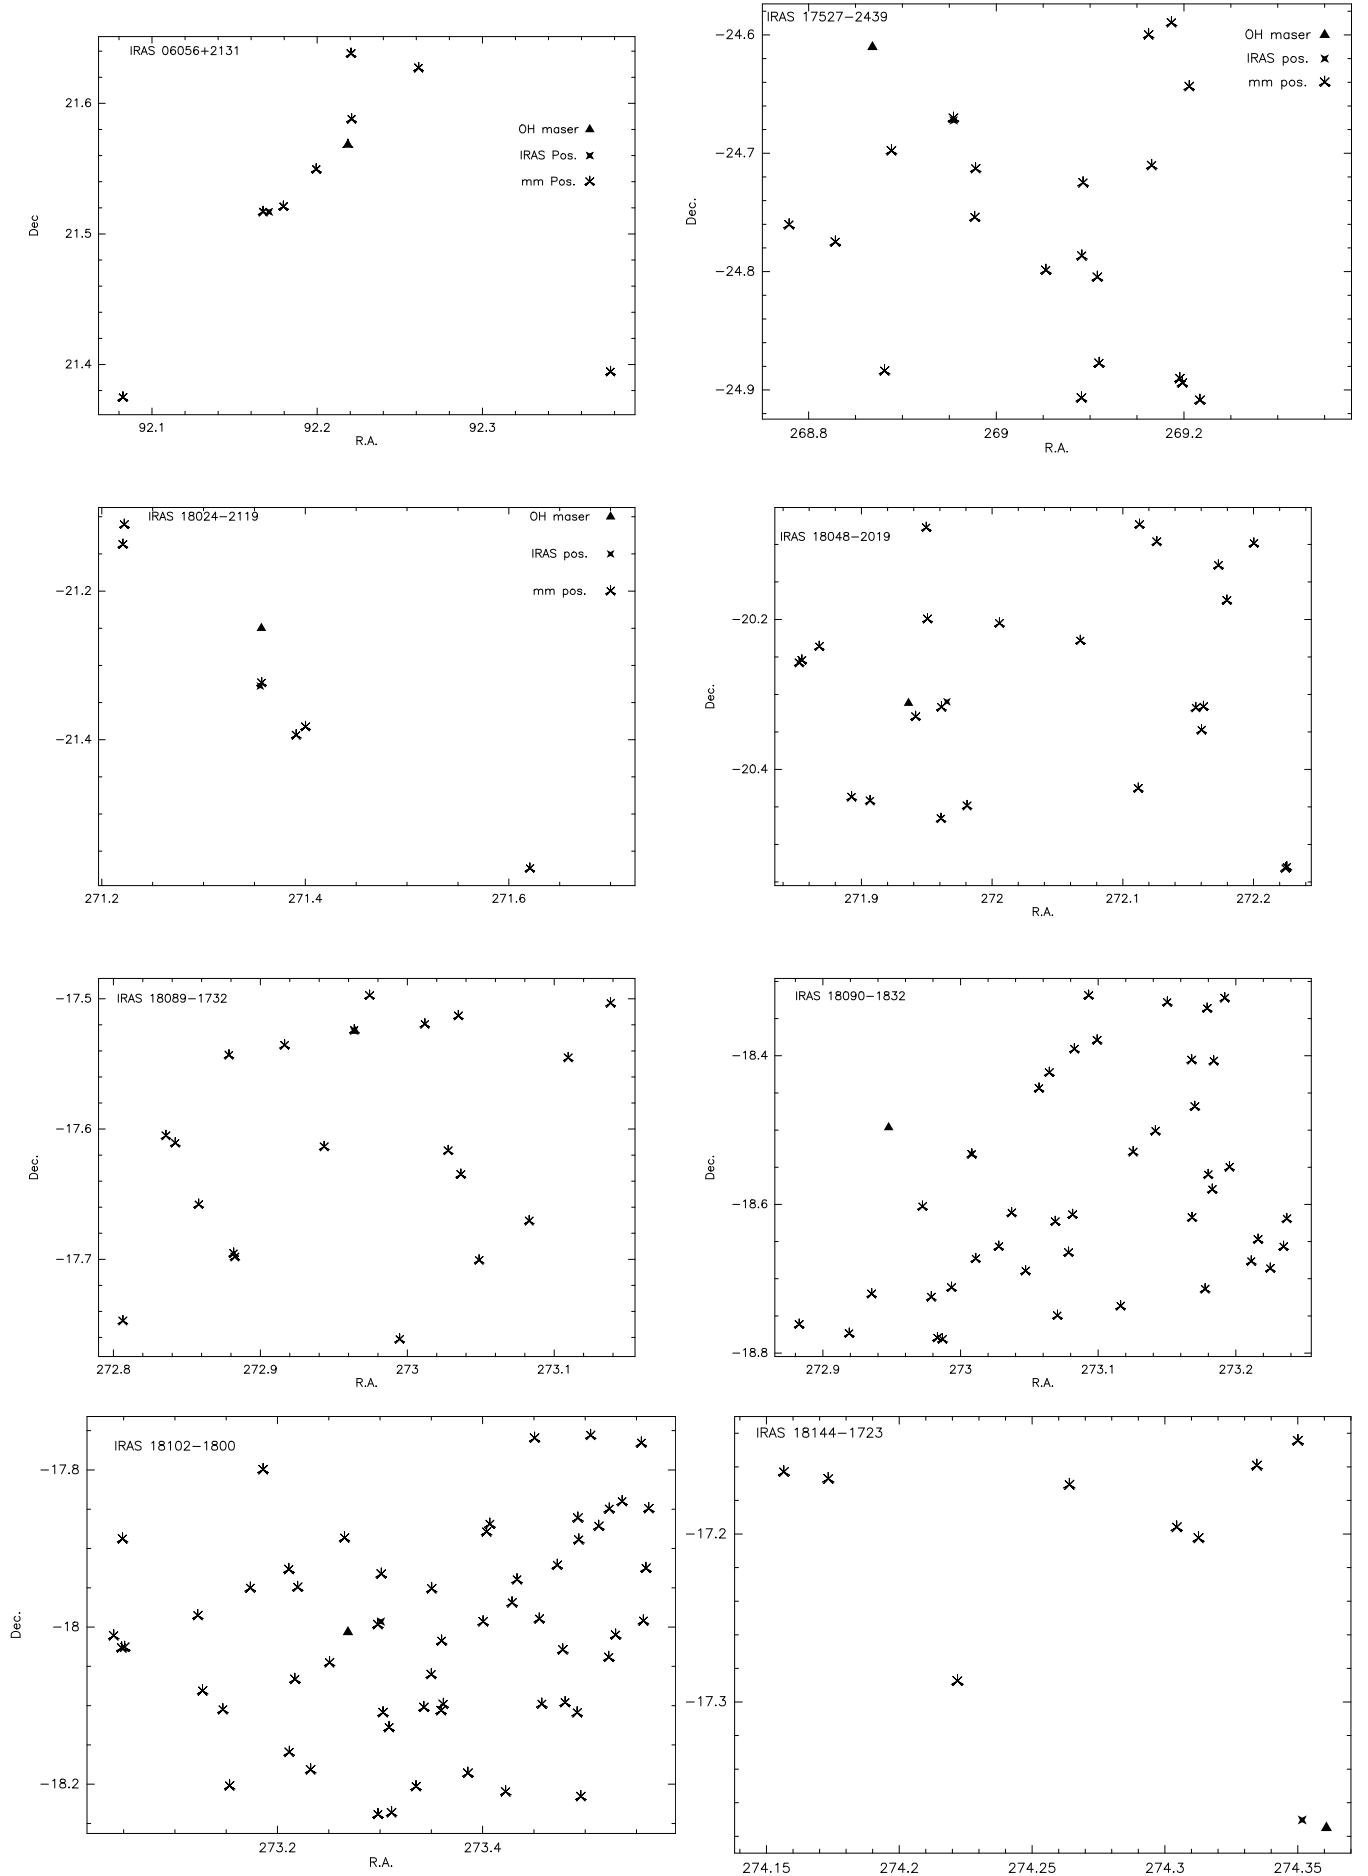 IRAS 06056+2131
OH maser
IRAS Pos.
mm Pos.
21.6
21.5
21.4
Dec
92.1 92.2 92.3
R.A.
IRAS 17527−2439
OH maser
IRAS pos.
mm pos.
−24.6
−24.7
−24.8
−24.9
Dec.
268.8 269 269.2
R.A.
IRAS 18024−2119
OH maser
IRAS pos.
mm pos.
−21.2
−21.4
271.2 271.4 271.6
IRAS 18048−2019
−20.2
−20.4
Dec.
271.9 272 272.1 272.2
R.A.
IRAS 18089−1732
−17.5
−17.6
−17.7
Dec.
272.8 272.9 273 273.1
R.A.
IRAS 18090−1832
−18.4
−18.6
−18.8
Dec.
272.9 273 273.1 273.2
R.A.
IRAS 18102−1800
−17.8
−18
−18.2
Dec.
273.2 273.4
R.A.
IRAS 18144−1723
−17.2
−17.3
274.15 274.2 274.25 274.3 274.35